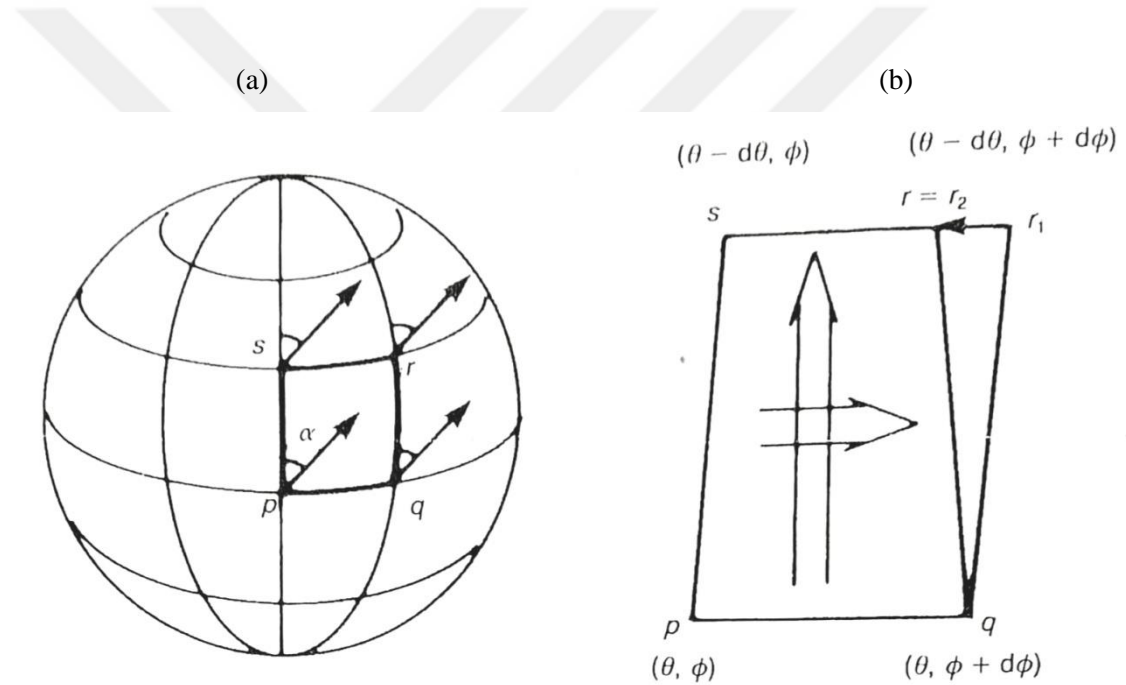 (a)
(b)
(θ − dθ, ϕ)
(θ − dθ, ϕ + dϕ)
r = r₂
s
r₁
s
r
α
p
q
p
q
(θ, ϕ)
(θ, ϕ + dϕ)